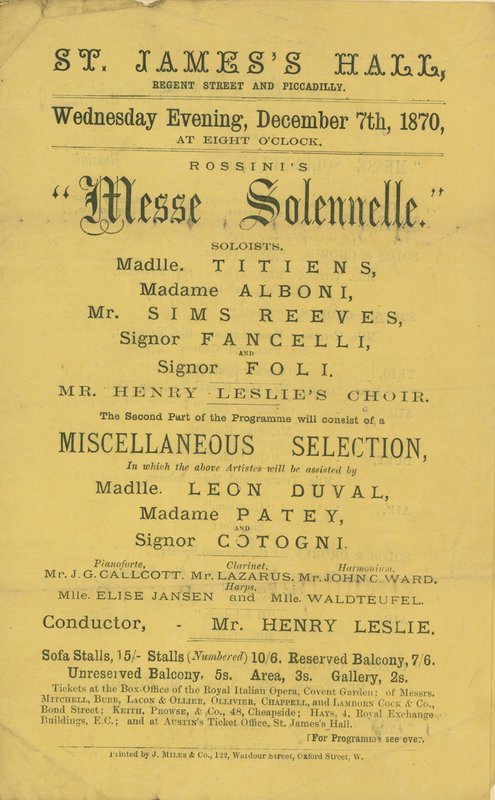 ST. JAMES'S HALL,
REGENT STREET AND PICCADILLY.
Wednesday Evening, December 7th, 1870,
AT EIGHT O'CLOCK.
ROSSINI'S
"Messe Solennelle."
SOLOISTS.
Madlle. TITIENS,
Madame ALBONI,
Mr. SIMS REEVES,
Signor FANCELLI,
AND
Signor FOLI.
MR. HENRY LESLIE'S CHOIR.
The Second Part of the Programme will consist of a
MISCELLANEOUS SELECTION,
In which the above Artistes will be assisted by
Madlle. LEON DUVAL,
Madame PATEY,
AND
Signor COTOGNI.
Pianoforte, Clarinet, Harmonium,
Mr. J. G. CALLCOTT. Mr. LAZARUS. Mr. JOHN C. WARD.
Harps,
Mlle. ELISE JANSEN and Mlle. WALDTEUFEL.
Conductor, - Mr. HENRY LESLIE.
Sofa Stalls, 15/- Stalls (Numbered) 10/6. Reserved Balcony, 7/6.
Unreserved Balcony, 5s. Area, 3s. Gallery, 2s.
Tickets at the Box-Office of the Royal Italian Opera, Covent Garden; of Messrs.
MITCHELL, BUBB, LACON & OLLIER, OLLIVIER, CHAPPELL, and LAMBORN COCK & Co.,
Bond Street; KEITH, PROWSE, & Co., 48, Cheapside; HAYS, 4, Royal Exchange
Buildings, E.C.; and at AUSTIN'S Ticket Office, St. James's Hall.
[For Programme see over.
Printed by J. MILES & Co., 122, Wardour Street, Oxford Street, W.